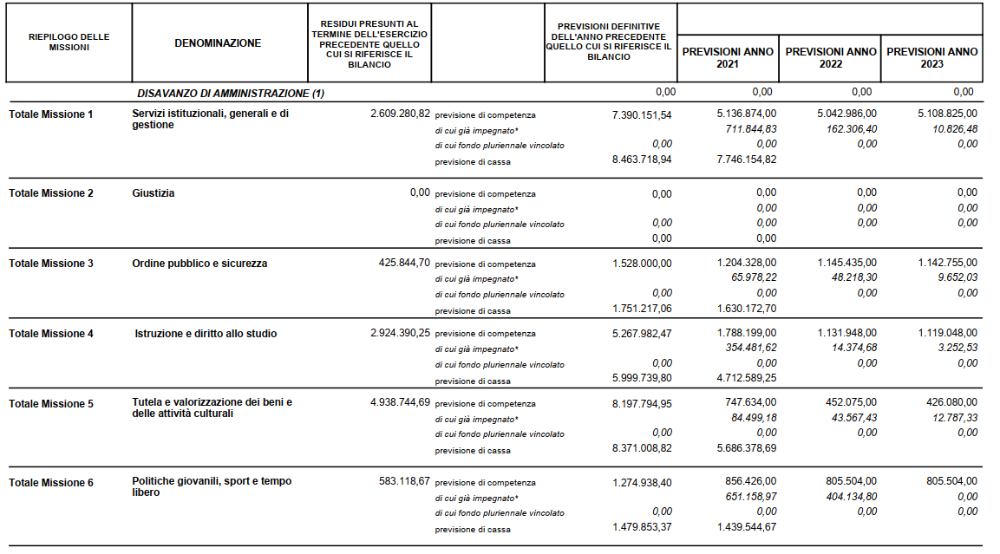 RIEPILOGO DELLE MISSIONI
DENOMINAZIONE
RESIDUI PRESUNTI AL TERMINE DELL'ESERCIZIO PRECEDENTE QUELLO CUI SI RIFERISCE IL BILANCIO
PREVISIONI DEFINITIVE DELL'ANNO PRECEDENTE QUELLO CUI SI RIFERISCE IL BILANCIO
PREVISIONI ANNO 2021
PREVISIONI ANNO 2022
PREVISIONI ANNO 2023
DISAVANZO DI AMMINISTRAZIONE (1) 0,00 0,00 0,00 0,00
Totale Missione 1 Servizi istituzionali, generali e di gestione 2.609.280,82 previsione di competenza 7.390.151,54 5.136.874,00 5.042.986,00 5.108.825,00
di cui già impegnato* 711.844,83 162.306,40 10.826,48
di cui fondo pluriennale vincolato 0,00 0,00 0,00 0,00
previsione di cassa 8.463.718,94 7.746.154,82
Totale Missione 2 Giustizia 0,00 previsione di competenza 0,00 0,00 0,00 0,00
di cui già impegnato* 0,00 0,00 0,00
di cui fondo pluriennale vincolato 0,00 0,00 0,00 0,00
previsione di cassa 0,00 0,00
Totale Missione 3 Ordine pubblico e sicurezza 425.844,70 previsione di competenza 1.528.000,00 1.204.328,00 1.145.435,00 1.142.755,00
di cui già impegnato* 65.978,22 48.218,30 9.652,03
di cui fondo pluriennale vincolato 0,00 0,00 0,00 0,00
previsione di cassa 1.751.217,06 1.630.172,70
Totale Missione 4 Istruzione e diritto allo studio 2.924.390,25 previsione di competenza 5.267.982,47 1.788.199,00 1.131.948,00 1.119.048,00
di cui già impegnato* 354.481,62 14.374,68 3.252,53
di cui fondo pluriennale vincolato 0,00 0,00 0,00 0,00
previsione di cassa 5.999.739,80 4.712.589,25
Totale Missione 5 Tutela e valorizzazione dei beni e delle attività culturali 4.938.744,69 previsione di competenza 8.197.794,95 747.634,00 452.075,00 426.080,00
di cui già impegnato* 84.499,18 43.567,43 12.787,33
di cui fondo pluriennale vincolato 0,00 0,00 0,00 0,00
previsione di cassa 8.371.008,82 5.686.378,69
Totale Missione 6 Politiche giovanili, sport e tempo libero 583.118,67 previsione di competenza 1.274.938,40 856.426,00 805.504,00 805.504,00
di cui già impegnato* 651.158,97 404.134,80 0,00
di cui fondo pluriennale vincolato 0,00 0,00 0,00 0,00
previsione di cassa 1.479.853,37 1.439.544,67